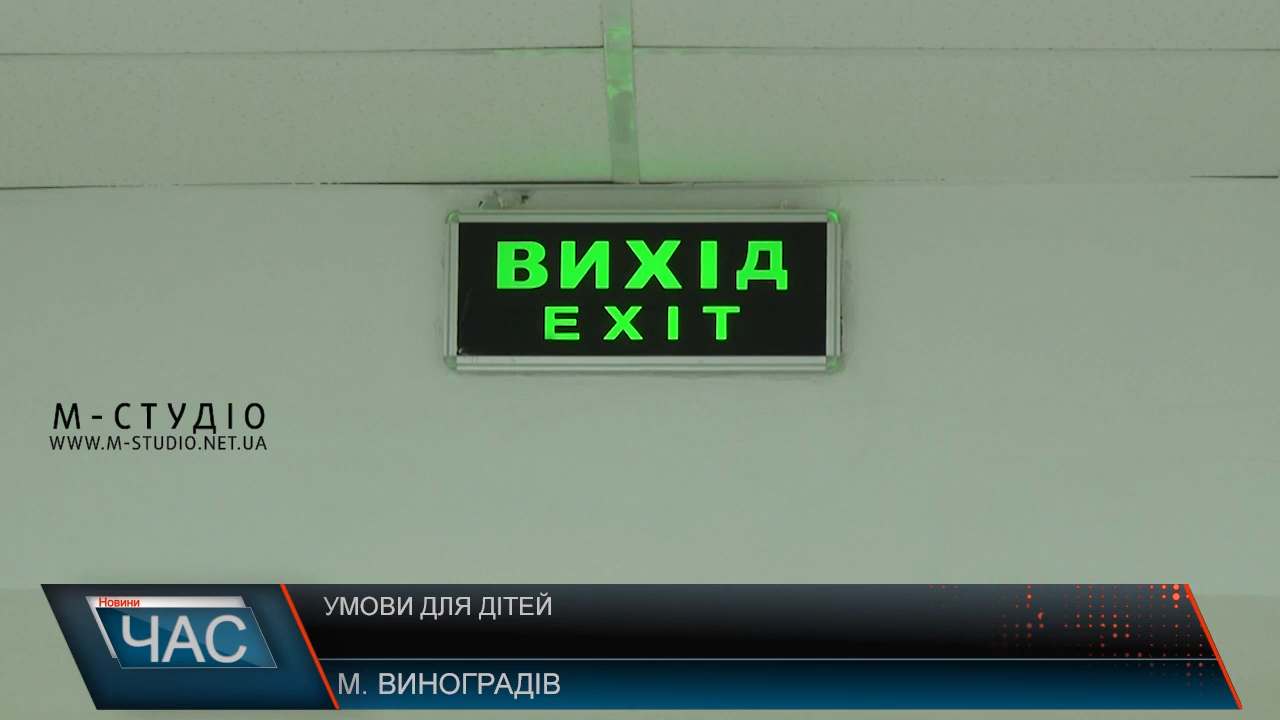 ВИХІД
EXIT
М-СТУДІО
WWW.M-STUDIO.NET.UA
Новини
ЧАС
УМОВИ ДЛЯ ДІТЕЙ
М. ВИНОГРАДІВ